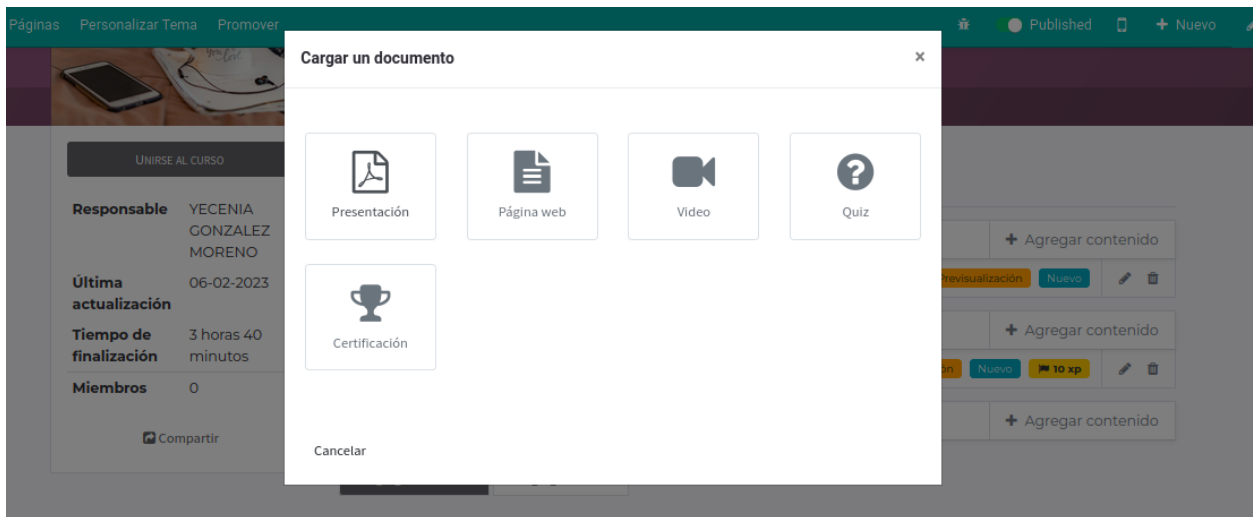 Páginas Personalizar Tema Promover
Published
Nuevo
Cargar un documento
×
Presentación
Página web
Video
Quiz
Certificación
Cancelar
UNIRSE AL CURSO
Responsable YECENIA
GONZALEZ
MORENO
Última 06-02-2023
actualización
Tiempo de 3 horas 40
finalización minutos
Miembros 0
Compartir
Agregar contenido
Previsualización Nuevo
Agregar contenido
Nuevo 10 xp
Agregar contenido